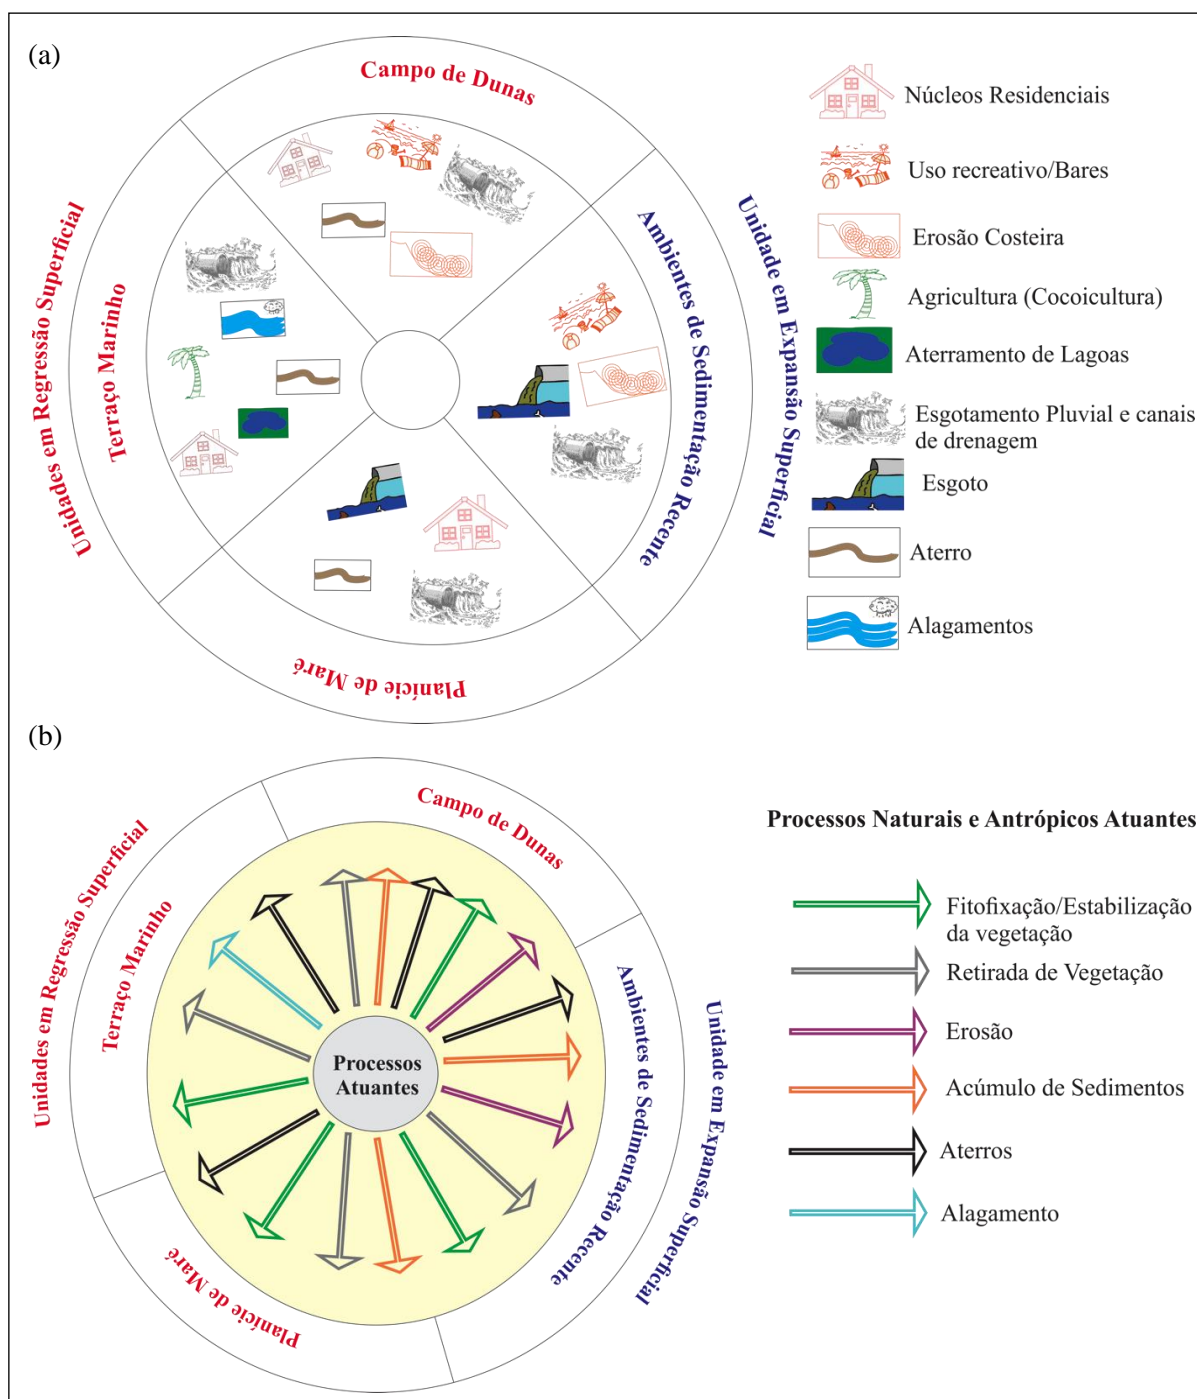 (a)
Campo de Dunas
Unidades em Regressão Superficial
Terraço Marinho
Ambientes de Sedimentação Recente
Unidade em Expansão Superficial
Planície de Maré
Núcleos Residenciais
Uso recreativo/Bares
Erosão Costeira
Agricultura (Cocoicultura)
Aterramento de Lagoas
Esgotamento Pluvial e canais
de drenagem
Esgoto
Aterro
Alagamentos
(b)
Campo de Dunas
Unidades em Regressão Superficial
Terraço Marinho
Ambientes de Sedimentação Recente
Unidade em Expansão Superficial
Planície de Maré
Processos
Atuantes
Processos Naturais e Antrópicos Atuantes
Fitofixação/Estabilização
da vegetação
Retirada de Vegetação
Erosão
Acúmulo de Sedimentos
Aterros
Alagamento